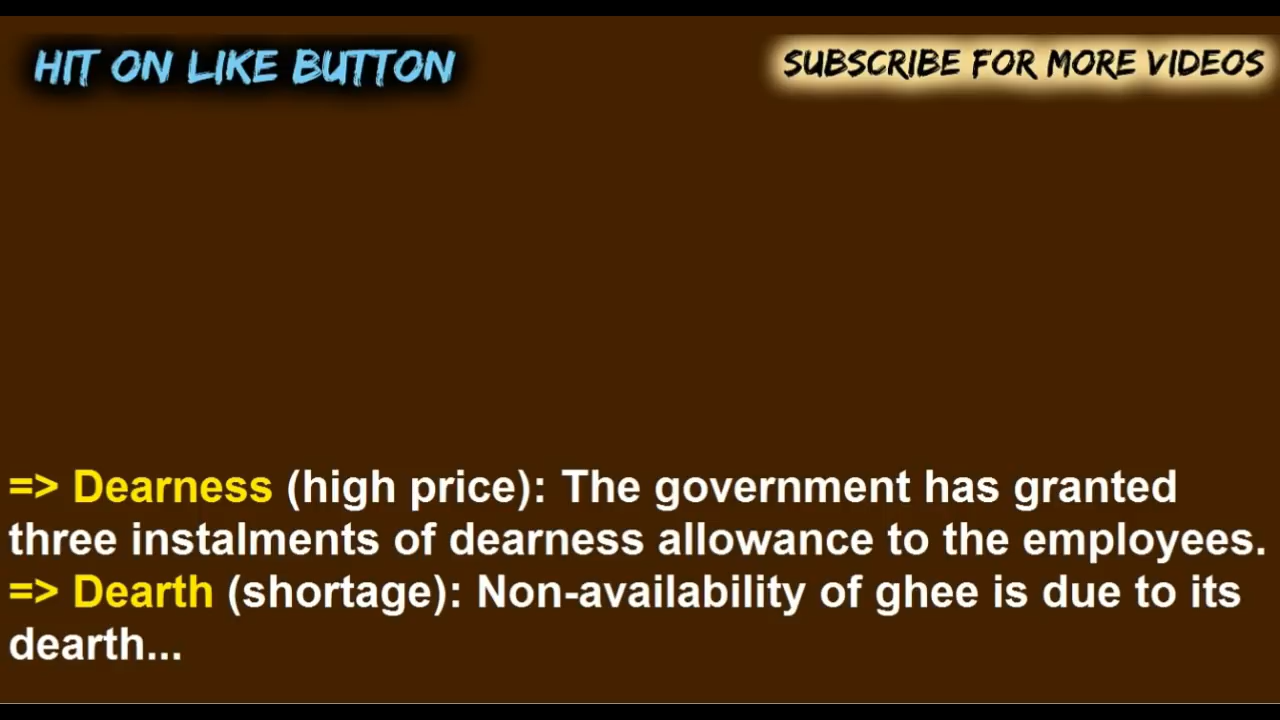 HIT ON LIKE BUTTON
SUBSCRIBE FOR MORE VIDEOS
=> Dearness (high price): The government has granted
three instalments of dearness allowance to the employees.
=> Dearth (shortage): Non-availability of ghee is due to its
dearth...